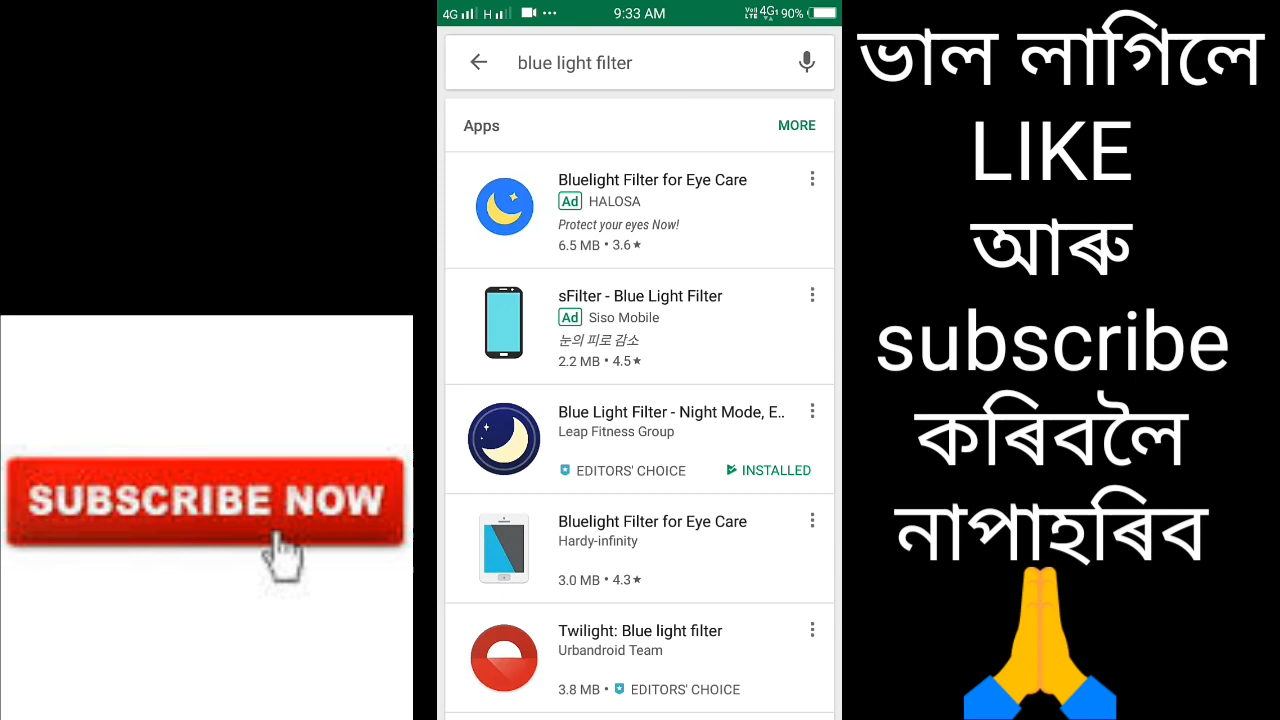 SUBSCRIBE NOW
4G H ••• 9:33 AM VoLTE 4G 90%
blue light filter
Apps MORE
Bluelight Filter for Eye Care
Ad HALOSA
Protect your eyes Now!
6.5 MB • 3.6★
sFilter - Blue Light Filter
Ad Siso Mobile
눈의 피로 감소
2.2 MB • 4.5★
Blue Light Filter - Night Mode, E..
Leap Fitness Group
EDITORS' CHOICE INSTALLED
Bluelight Filter for Eye Care
Hardy-infinity
3.0 MB • 4.3★
Twilight: Blue light filter
Urbandroid Team
3.8 MB • EDITORS' CHOICE
ভাল লাগিলে
LIKE
আৰু
subscribe
কৰিবলৈ
নাপাহৰিব